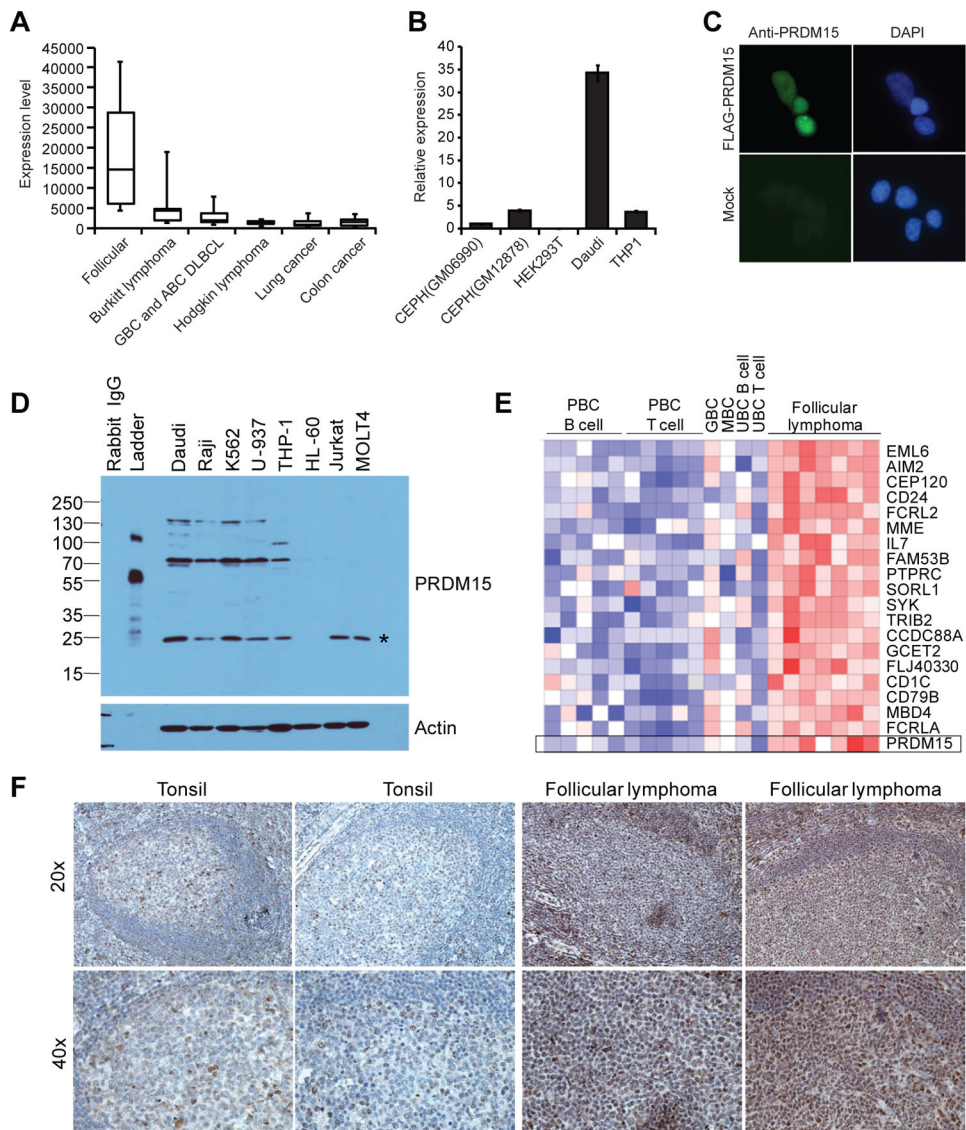 A
Expression level
45000
40000
35000
30000
25000
20000
15000
10000
5000
0
Follicular
Burkitt lymphoma
GBC and ABC DLBCL
Hodgkin lymphoma
Lung cancer
Colon cancer
B
Relative expression
40
35
30
25
20
15
10
5
0
CEPH(GM06990)
CEPH(GM12878)
HEK293T
Daudi
THP1
C
Anti-PRDM15
DAPI
FLAG-PRDM15
Mock
D
Rabbit IgG
Ladder
Daudi
Raji
K562
U-937
THP-1
HL-60
Jurkat
MOLT4
250
130
100
70
55
35
25
15
PRDM15
*
Actin
E
PBC
B cell
PBC
T cell
GBC
MBC
UBC B cell
UBC T cell
Follicular
lymphoma
EML6
AIM2
CEP120
CD24
FCRL2
MME
IL7
FAM53B
PTPRC
SORL1
SYK
TRIB2
CCDC88A
GCET2
FLJ40330
CD1C
CD79B
MBD4
FCRLA
PRDM15
F
Tonsil
Tonsil
Follicular lymphoma
Follicular lymphoma
20x
40x